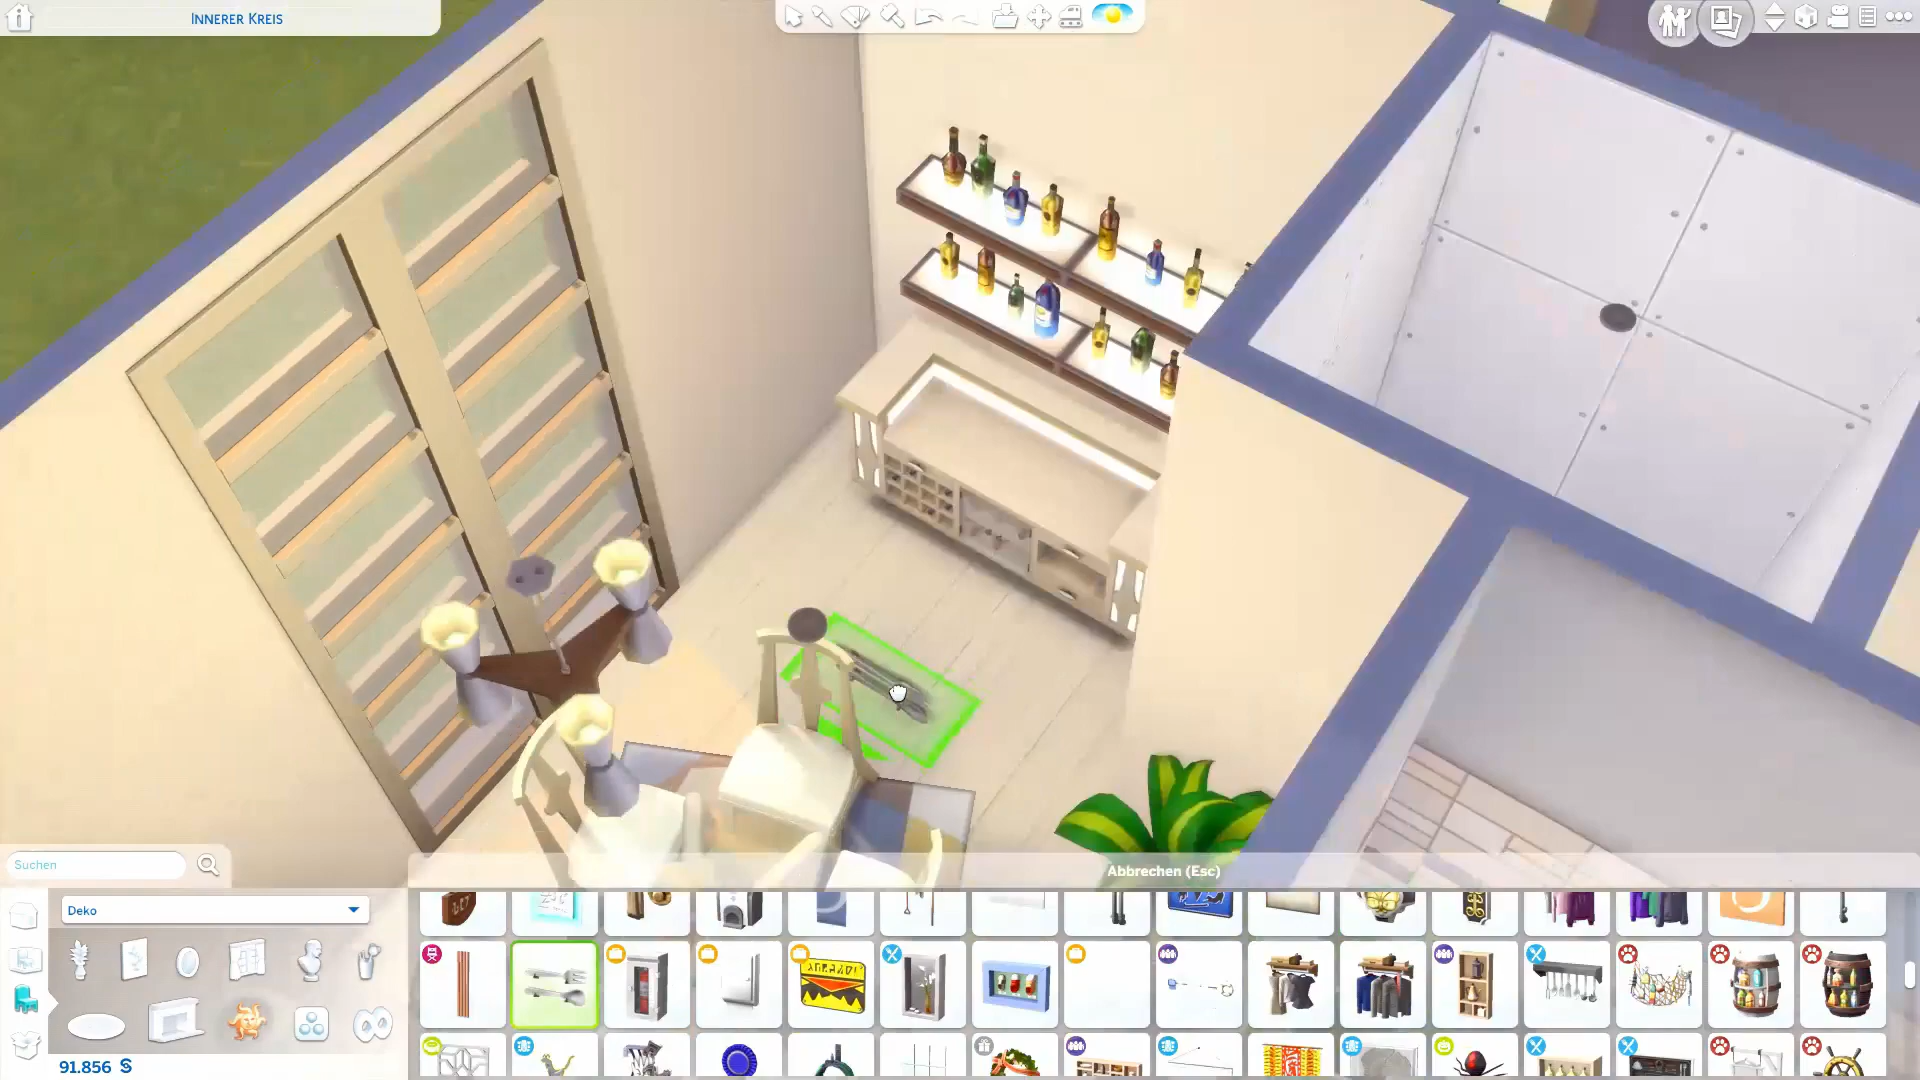 INNERER KREIS
Suchen
Abbrechen (Esc)
Deko
91.856 S